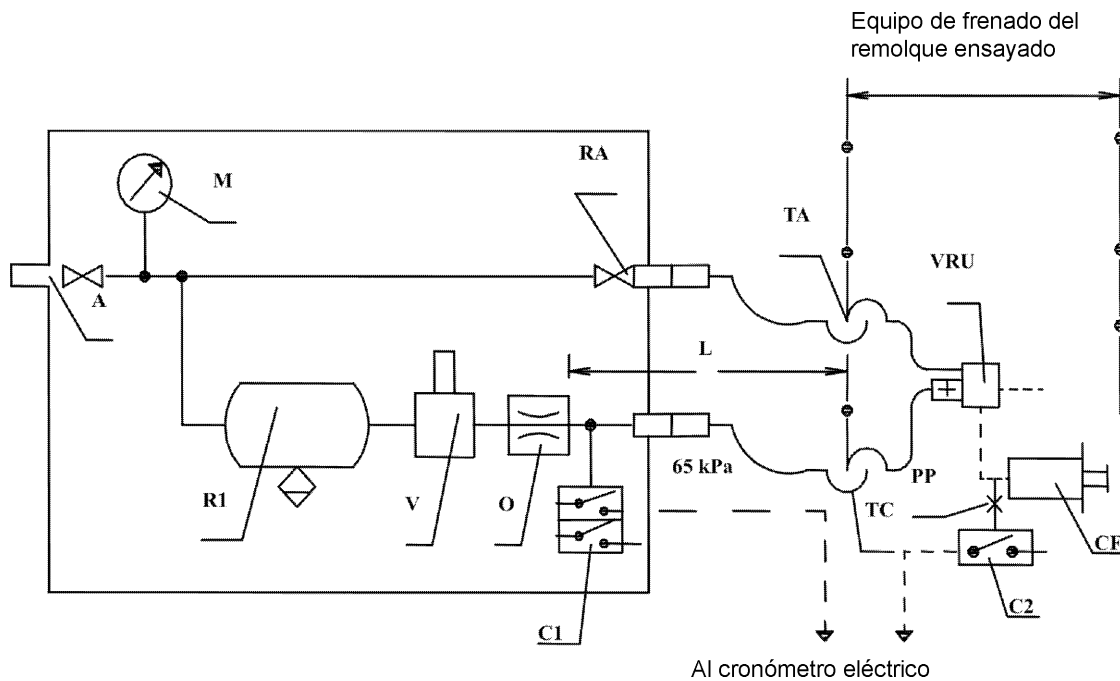 Equipo de frenado del
remolque ensayado
M
RA
TA
VRU
A
L
65 kPa
R1
V
O
PP
TC
CF
C1
C2
Al cronómetro eléctrico